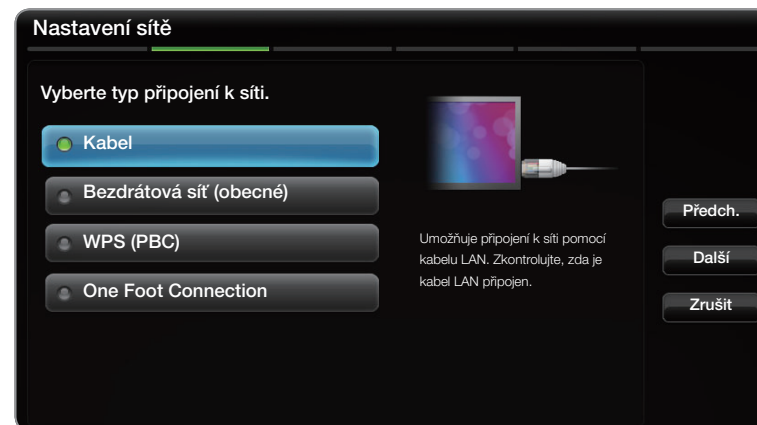 Nastavení sítě
Vyberte typ připojení k síti.
Kabel
Bezdrátová síť (obecné)
WPS (PBC)
One Foot Connection
Umožňuje připojení k síti pomocí
kabelu LAN. Zkontrolujte, zda je
kabel LAN připojen.
Předch.
Další
Zrušit